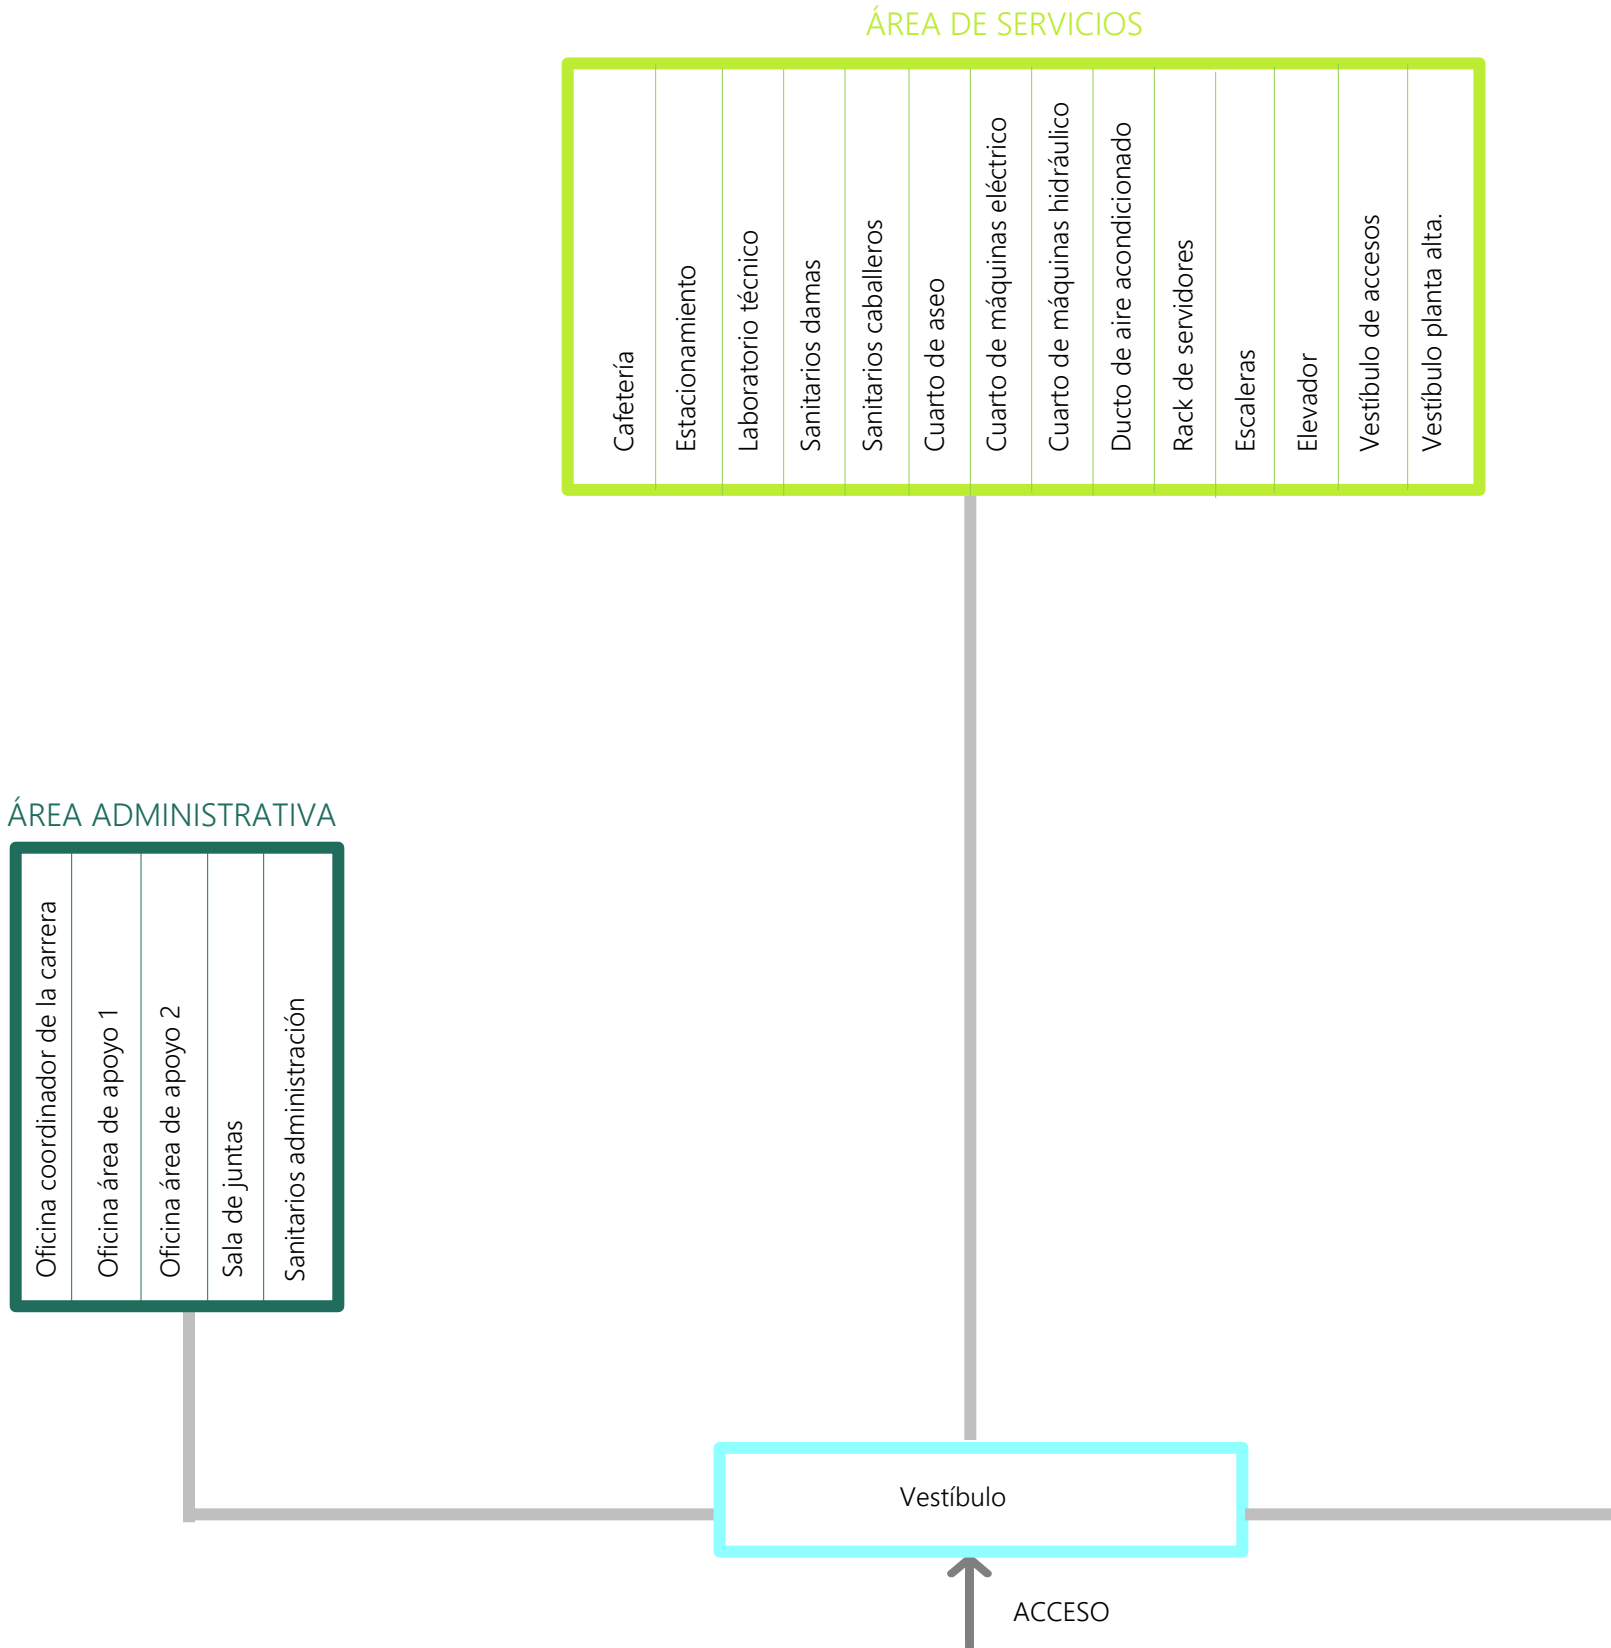 ÁREA DE SERVICIOS
Cafetería
Estacionamiento
Laboratorio técnico
Sanitarios damas
Sanitarios caballeros
Cuarto de aseo
Cuarto de máquinas eléctrico
Cuarto de máquinas hidráulico
Ducto de aire acondicionado
Rack de servidores
Escaleras
Elevador
Vestíbulo de accesos
Vestíbulo planta alta.
ÁREA ADMINISTRATIVA
Oficina coordinador de la carrera
Oficina área de apoyo 1
Oficina área de apoyo 2
Sala de juntas
Sanitarios administración
Vestíbulo
ACCESO